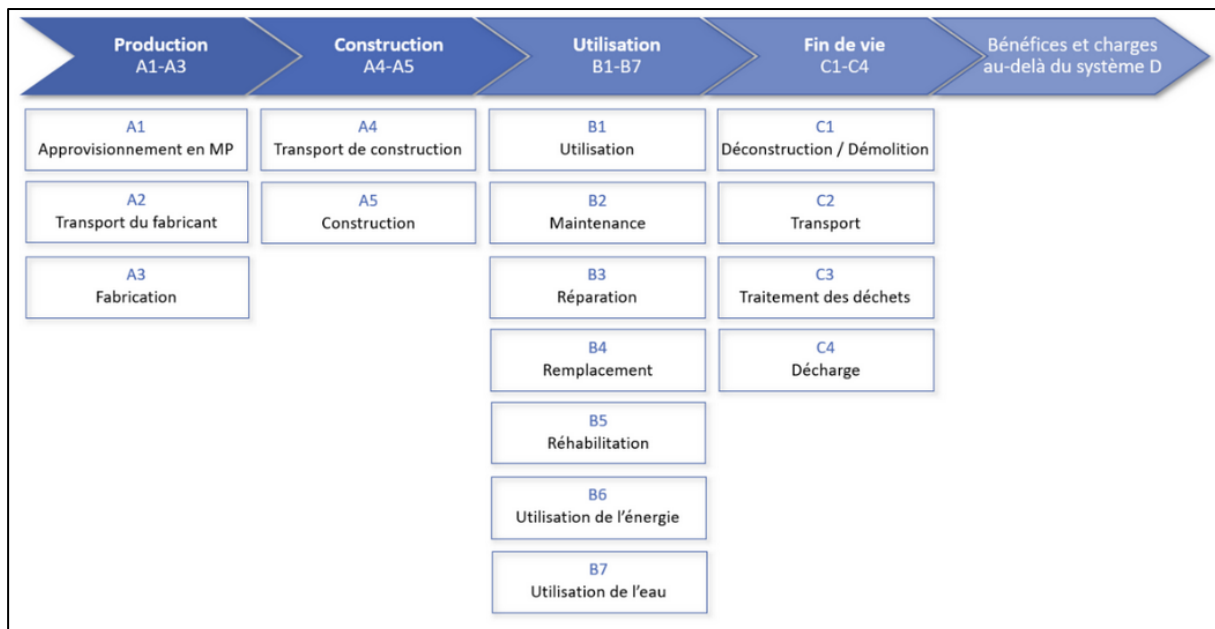 Production
A1-A3
Construction
A4-A5
Utilisation
B1-B7
Fin de vie
C1-C4
Bénéfices et charges
au-delà du système D
A1
Approvisionnement en MP
A2
Transport du fabricant
A3
Fabrication
A4
Transport de construction
A5
Construction
B1
Utilisation
B2
Maintenance
B3
Réparation
B4
Remplacement
B5
Réhabilitation
B6
Utilisation de l'énergie
B7
Utilisation de l'eau
C1
Déconstruction / Démolition
C2
Transport
C3
Traitement des déchets
C4
Décharge